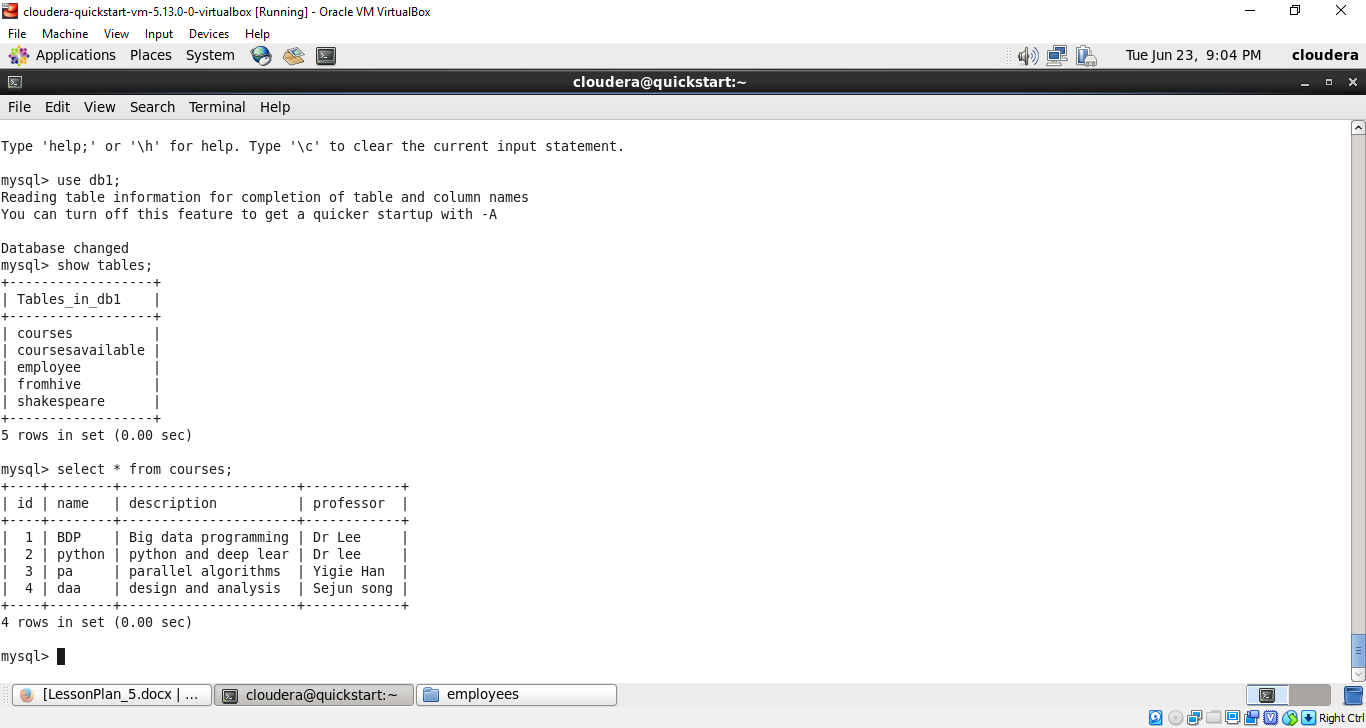 cloudera-quickstart-vm-5.13.0-0-virtualbox [Running] - Oracle VM VirtualBox
File Machine View Input Devices Help
Applications Places System Tue Jun 23, 9:04 PM cloudera
cloudera@quickstart:~
File Edit View Search Terminal Help
Type 'help;' or '\h' for help. Type '\c' to clear the current input statement.
mysql> use db1;
Reading table information for completion of table and column names
You can turn off this feature to get a quicker startup with -A
Database changed
mysql> show tables;
+------------------+
| Tables_in_db1    |
+------------------+
| courses          |
| coursesavailable |
| employee         |
| fromhive         |
| shakespeare      |
+------------------+
5 rows in set (0.00 sec)
mysql> select * from courses;
+----+--------+----------------------+------------+
| id | name   | description          | professor  |
+----+--------+----------------------+------------+
|  1 | BDP    | Big data programming | Dr Lee     |
|  2 | python | python and deep lear | Dr lee     |
|  3 | pa     | parallel algorithms  | Yigie Han  |
|  4 | daa    | design and analysis  | Sejun song |
+----+--------+----------------------+------------+
4 rows in set (0.00 sec)
mysql>
[LessonPlan_5.docx | ... cloudera@quickstart:~ employees
Right Ctrl